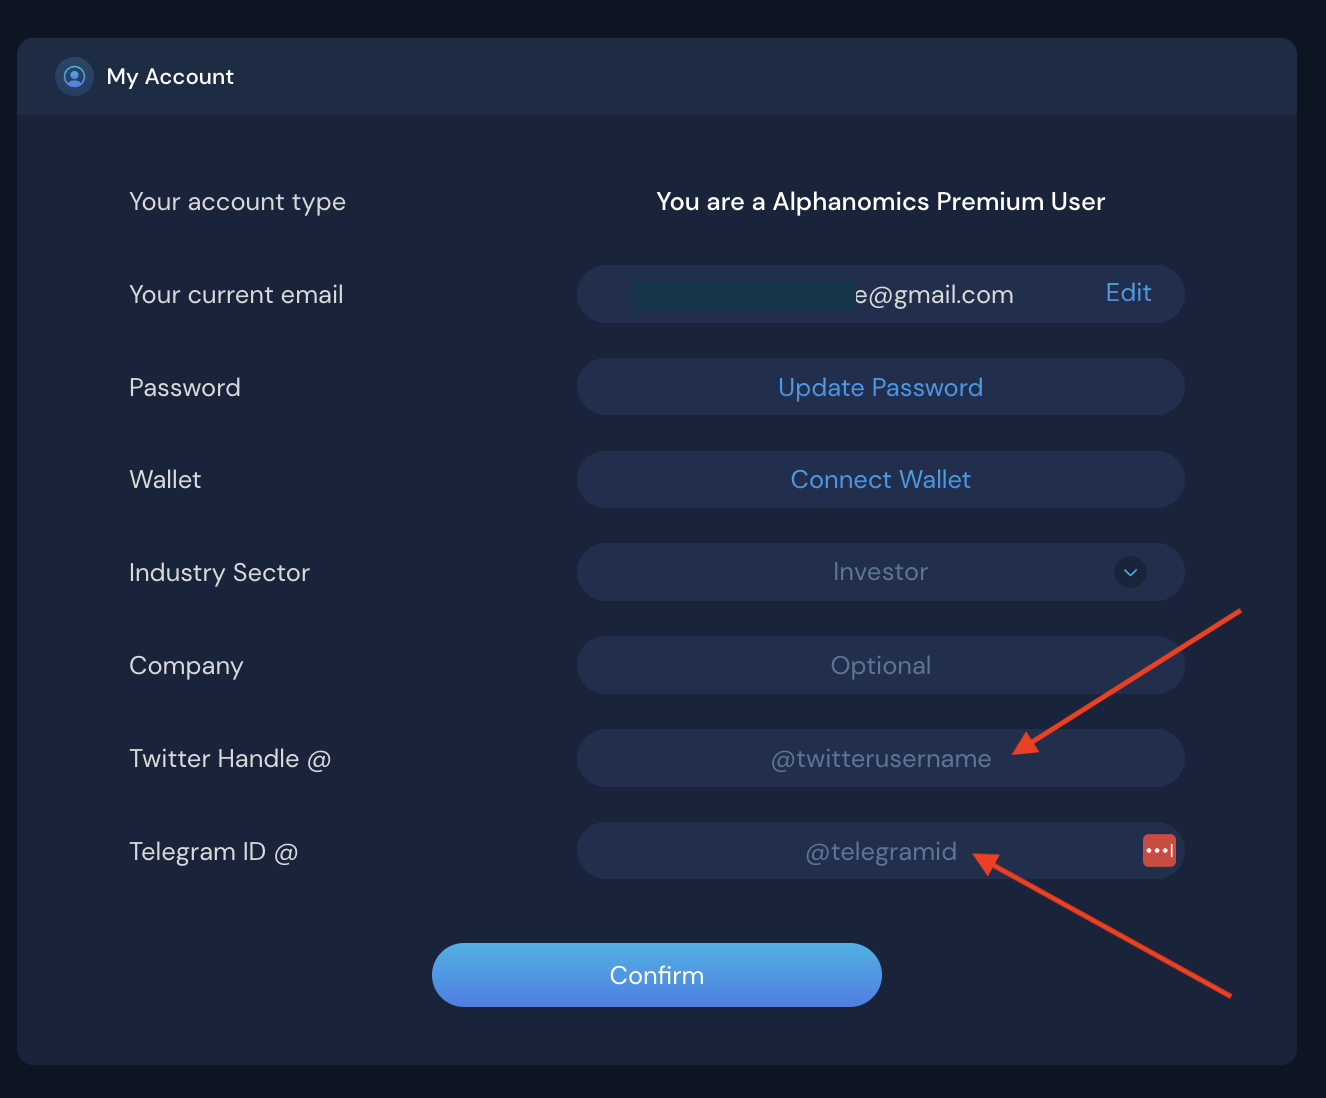 My Account
Your account type
You are a Alphanomics Premium User
Your current email
e@gmail.com
Edit
Password
Update Password
Wallet
Connect Wallet
Industry Sector
Investor
Company
Optional
Twitter Handle @
@twitterusername
Telegram ID @
@telegramid
Confirm